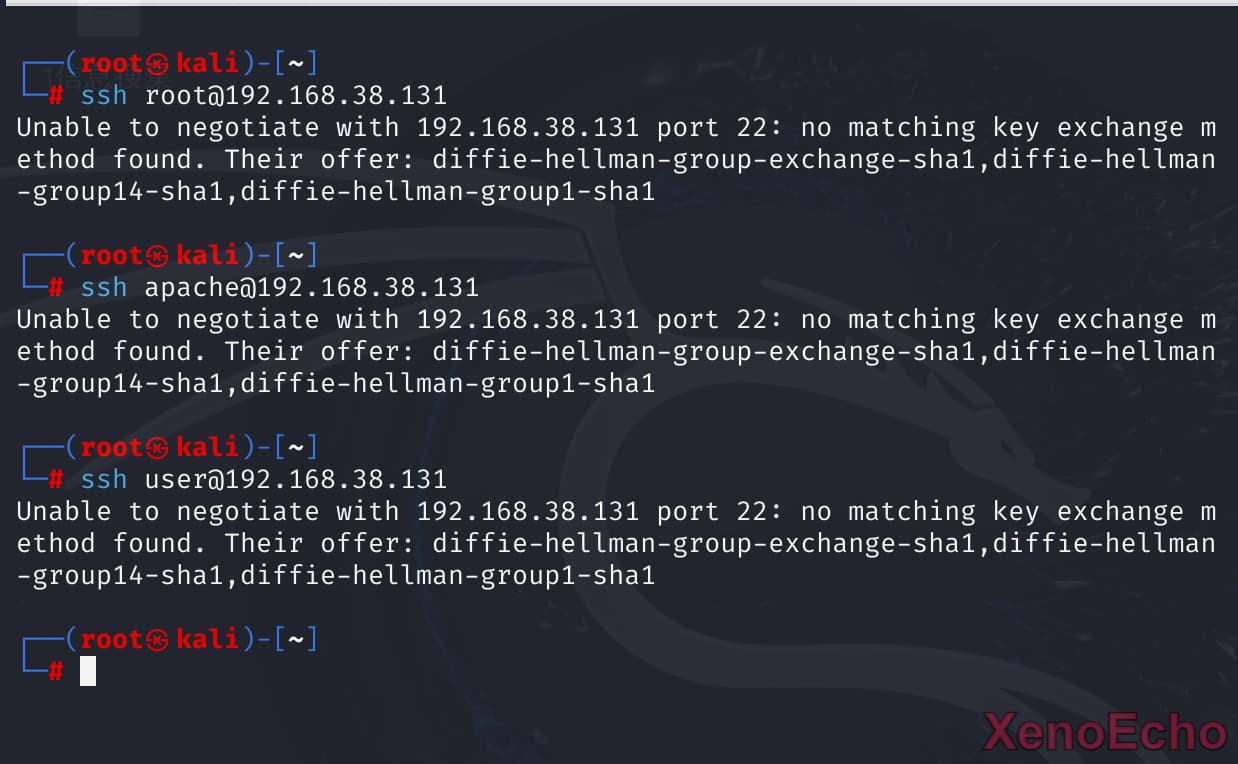 ┌──(root㉿kali)-[~]
└─# ssh root@192.168.38.131
Unable to negotiate with 192.168.38.131 port 22: no matching key exchange m
ethod found. Their offer: diffie-hellman-group-exchange-sha1,diffie-hellman
-group14-sha1,diffie-hellman-group1-sha1
┌──(root㉿kali)-[~]
└─# ssh apache@192.168.38.131
Unable to negotiate with 192.168.38.131 port 22: no matching key exchange m
ethod found. Their offer: diffie-hellman-group-exchange-sha1,diffie-hellman
-group14-sha1,diffie-hellman-group1-sha1
┌──(root㉿kali)-[~]
└─# ssh user@192.168.38.131
Unable to negotiate with 192.168.38.131 port 22: no matching key exchange m
ethod found. Their offer: diffie-hellman-group-exchange-sha1,diffie-hellman
-group14-sha1,diffie-hellman-group1-sha1
┌──(root㉿kali)-[~]
└─#
XenoEcho